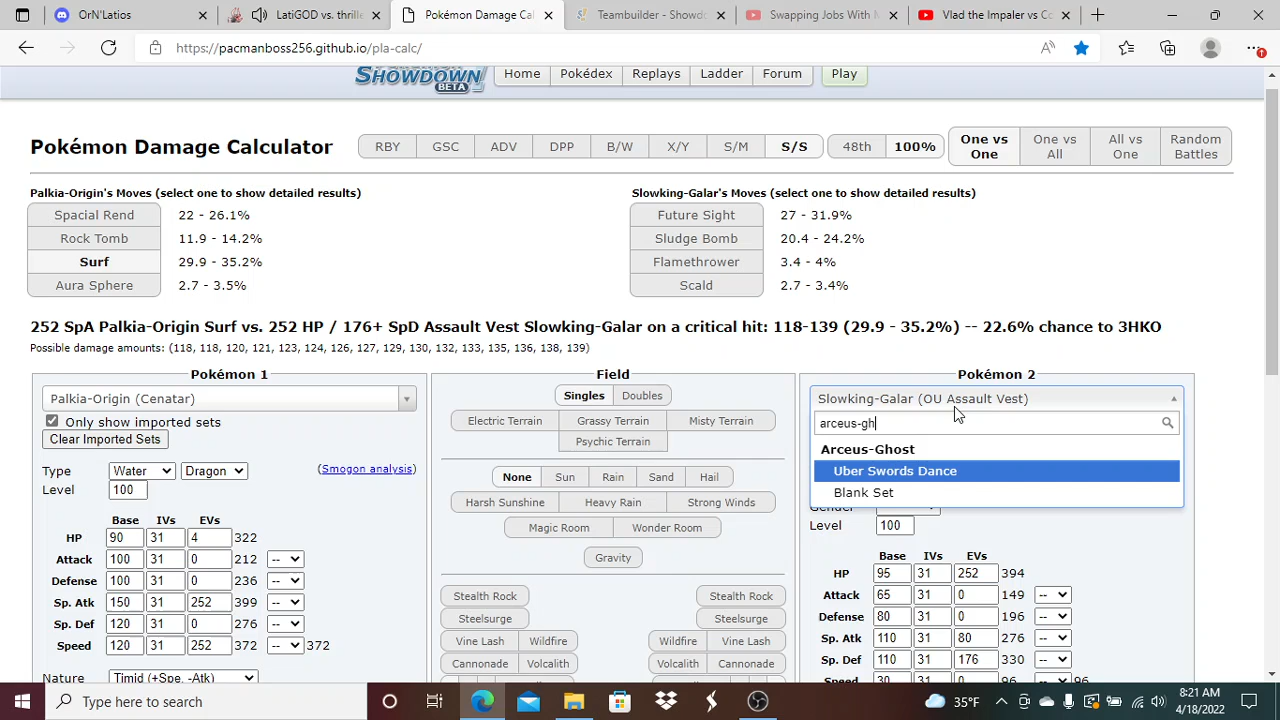 OrN'Latios
LatiGOD vs. thrille
Pokémon Damage Cal
Teambuilder - Showdo
Swapping Jobs With N
Vlad the Impaler vs Co
https://pacmanboss256.github.io/pla-calc/
SHOWDOWN
BETA
Home
Pokédex
Replays
Ladder
Forum
Play
Pokémon Damage Calculator
RBY GSC ADV DPP B/W X/Y S/M S/S
48th 100%
One vs One
One vs All
All vs One
Random Battles
Palkia-Origin's Moves (select one to show detailed results)
Spacial Rend 22 - 26.1%
Rock Tomb 11.9 - 14.2%
Surf 29.9 - 35.2%
Aura Sphere 2.7 - 3.5%
Slowking-Galar's Moves (select one to show detailed results)
Future Sight 27 - 31.9%
Sludge Bomb 20.4 - 24.2%
Flamethrower 3.4 - 4%
Scald 2.7 - 3.4%
252 SpA Palkia-Origin Surf vs. 252 HP / 176+ SpD Assault Vest Slowking-Galar on a critical hit: 118-139 (29.9 - 35.2%) -- 22.6% chance to 3HKO
Possible damage amounts: (118, 118, 120, 121, 123, 124, 126, 127, 129, 130, 132, 133, 135, 136, 138, 139)
Pokémon 1
Palkia-Origin (Cenatar)
Only show imported sets
Clear Imported Sets
Type Water Dragon (Smogon analysis)
Level 100
Base IVs EVs
HP 90 31 4 322
Attack 100 31 0 212 --
Defense 100 31 0 236 --
Sp. Atk 150 31 252 399 --
Sp. Def 120 31 0 276 --
Speed 120 31 252 372 -- 372
Nature Timid (+Spe, -Atk)
Field
Singles Doubles
Electric Terrain Grassy Terrain Misty Terrain
Psychic Terrain
None Sun Rain Sand Hail
Harsh Sunshine Heavy Rain Strong Winds
Magic Room Wonder Room
Gravity
Stealth Rock Stealth Rock
Steelsurge Steelsurge
Vine Lash Wildfire Wildfire Vine Lash
Cannonade Volcalith Volcalith Cannonade
Pokémon 2
Slowking-Galar (OU Assault Vest)
arceus-gh
Arceus-Ghost
Uber Swords Dance
Blank Set
Level 100
Base IVs EVs
HP 95 31 252 394
Attack 65 31 0 149 --
Defense 80 31 0 196 --
Sp. Atk 110 31 80 276 --
Sp. Def 110 31 176 330 --
Speed 30 31 0 96 -- 96
Type here to search
35°F
8:21 AM
4/18/2022